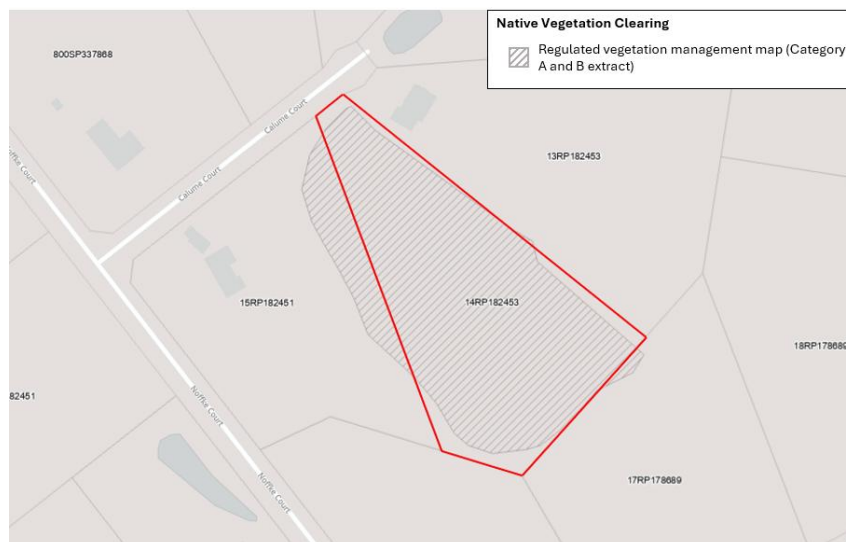 Native Vegetation Clearing
Regulated vegetation management map (Category
A and B extract)
800SP337868
Calume Court
Noffke Court
Calume Court
13RP182453
15RP182451
14RP182453
18RP178689
82451
Noffke Court
17RP178689
Noffke Court